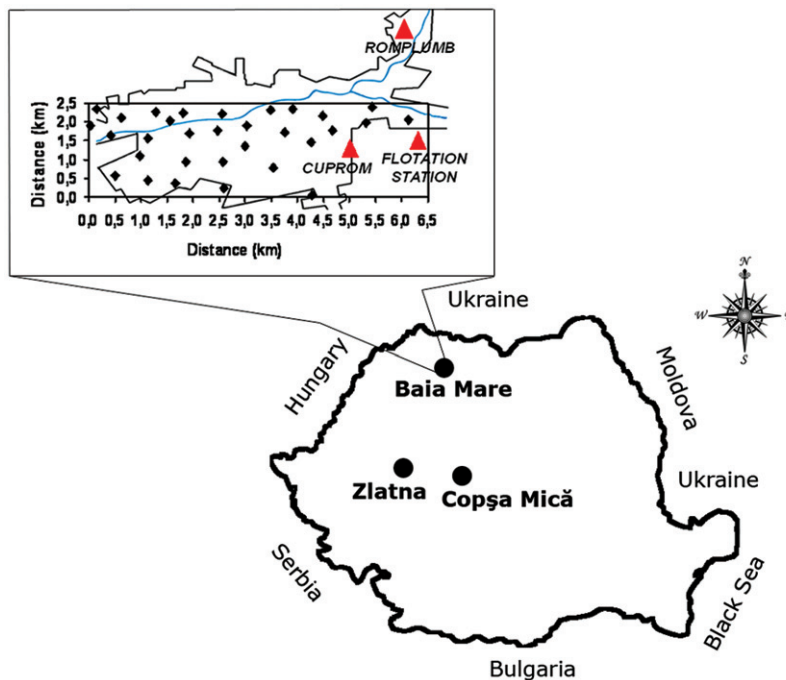 ROMPLUMB
Distance (km)
2,5
2,0
1,5
1,0
0,5
0,0
CUPROM
FLOTATION
STATION
0,0 0,5 1,0 1,5 2,0 2,5 3,0 3,5 4,0 4,5 5,0 5,5 6,0 6,5
Distance (km)
N
W
S
Ukraine
Hungary
Moldova
Baia Mare
Zlatna
Copşa Mică
Ukraine
Serbia
Black Sea
Bulgaria